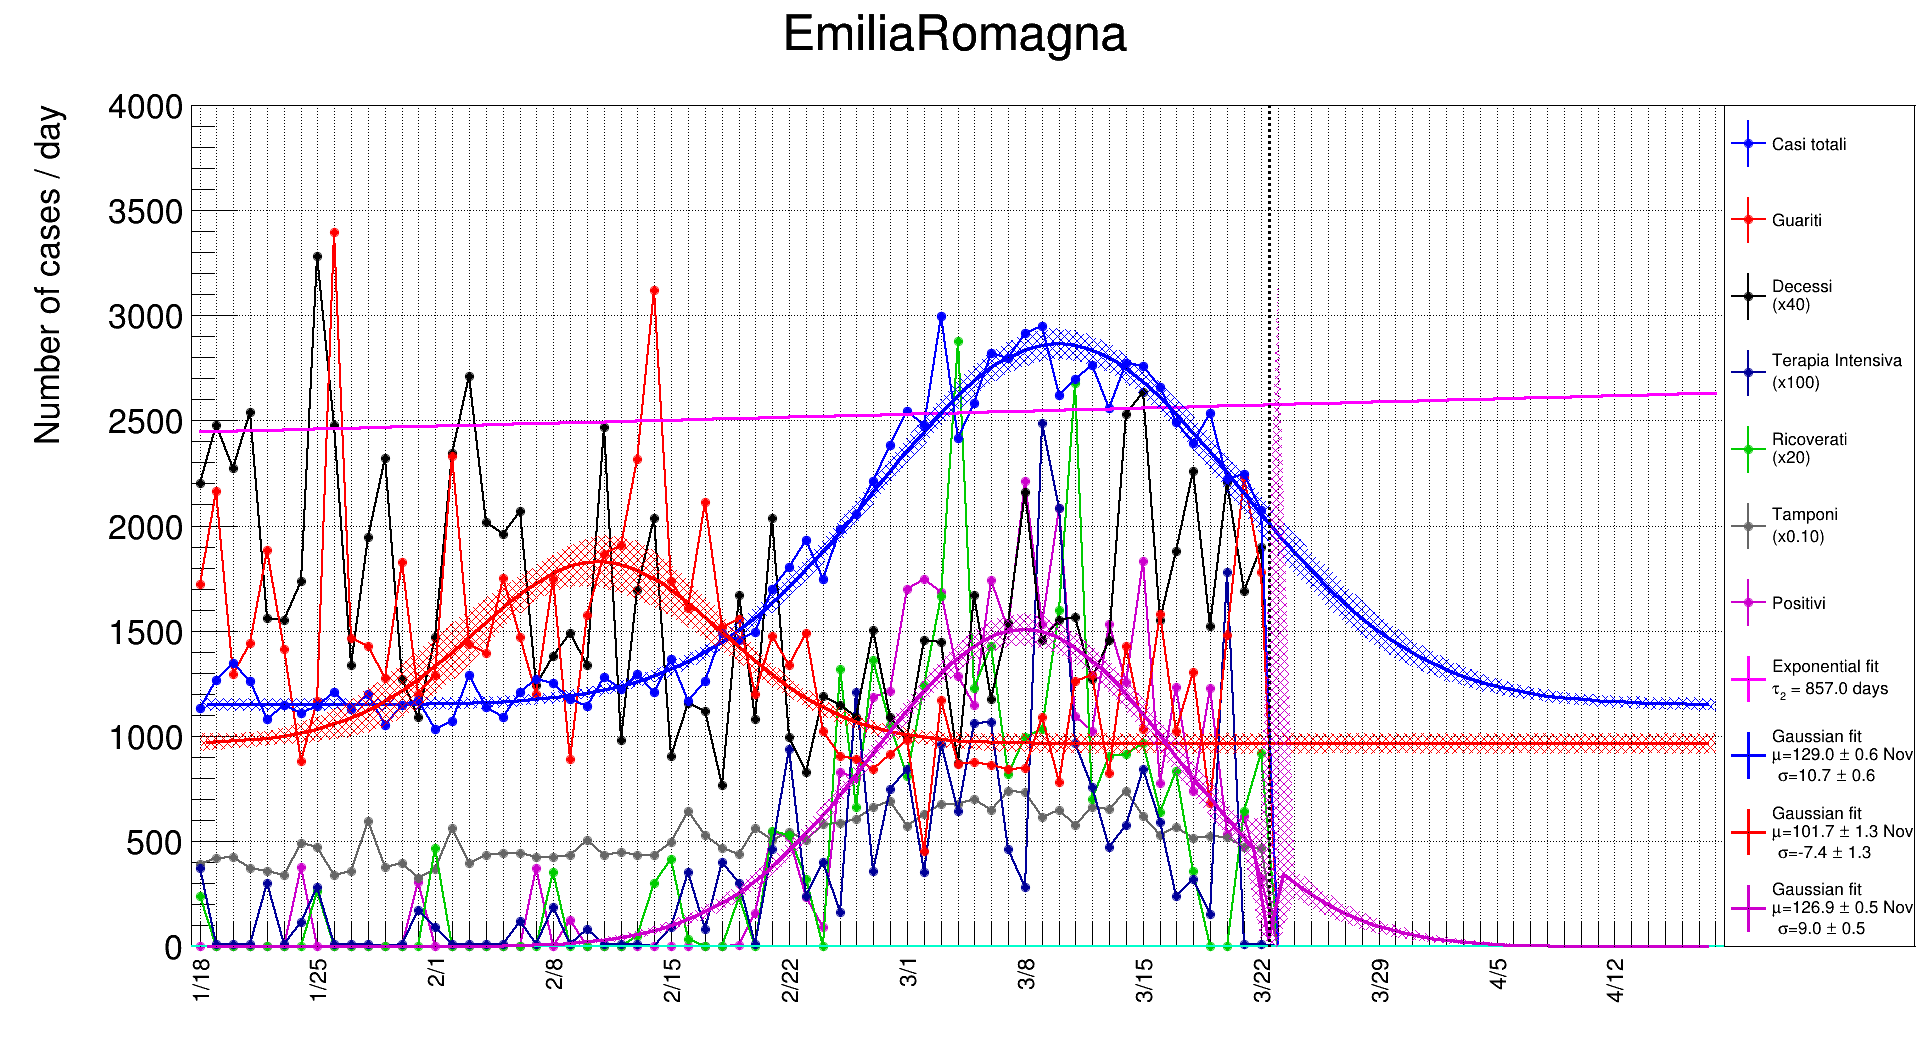 EmiliaRomagna
Number of cases / day
4000
3500
3000
2500
2000
1500
1000
500
0
1/18
1/25
2/1
2/8
2/15
2/22
3/1
3/8
3/15
3/22
3/29
4/5
4/12
Casi totali
Guariti
Decessi
(x40)
Terapia Intensiva
(x100)
Ricoverati
(x20)
Tamponi
(x0.10)
Positivi
Exponential fit
τ₂ = 857.0 days
Gaussian fit
μ=129.0 ± 0.6 Nov
σ=10.7 ± 0.6
Gaussian fit
μ=101.7 ± 1.3 Nov
σ=-7.4 ± 1.3
Gaussian fit
μ=126.9 ± 0.5 Nov
σ=9.0 ± 0.5